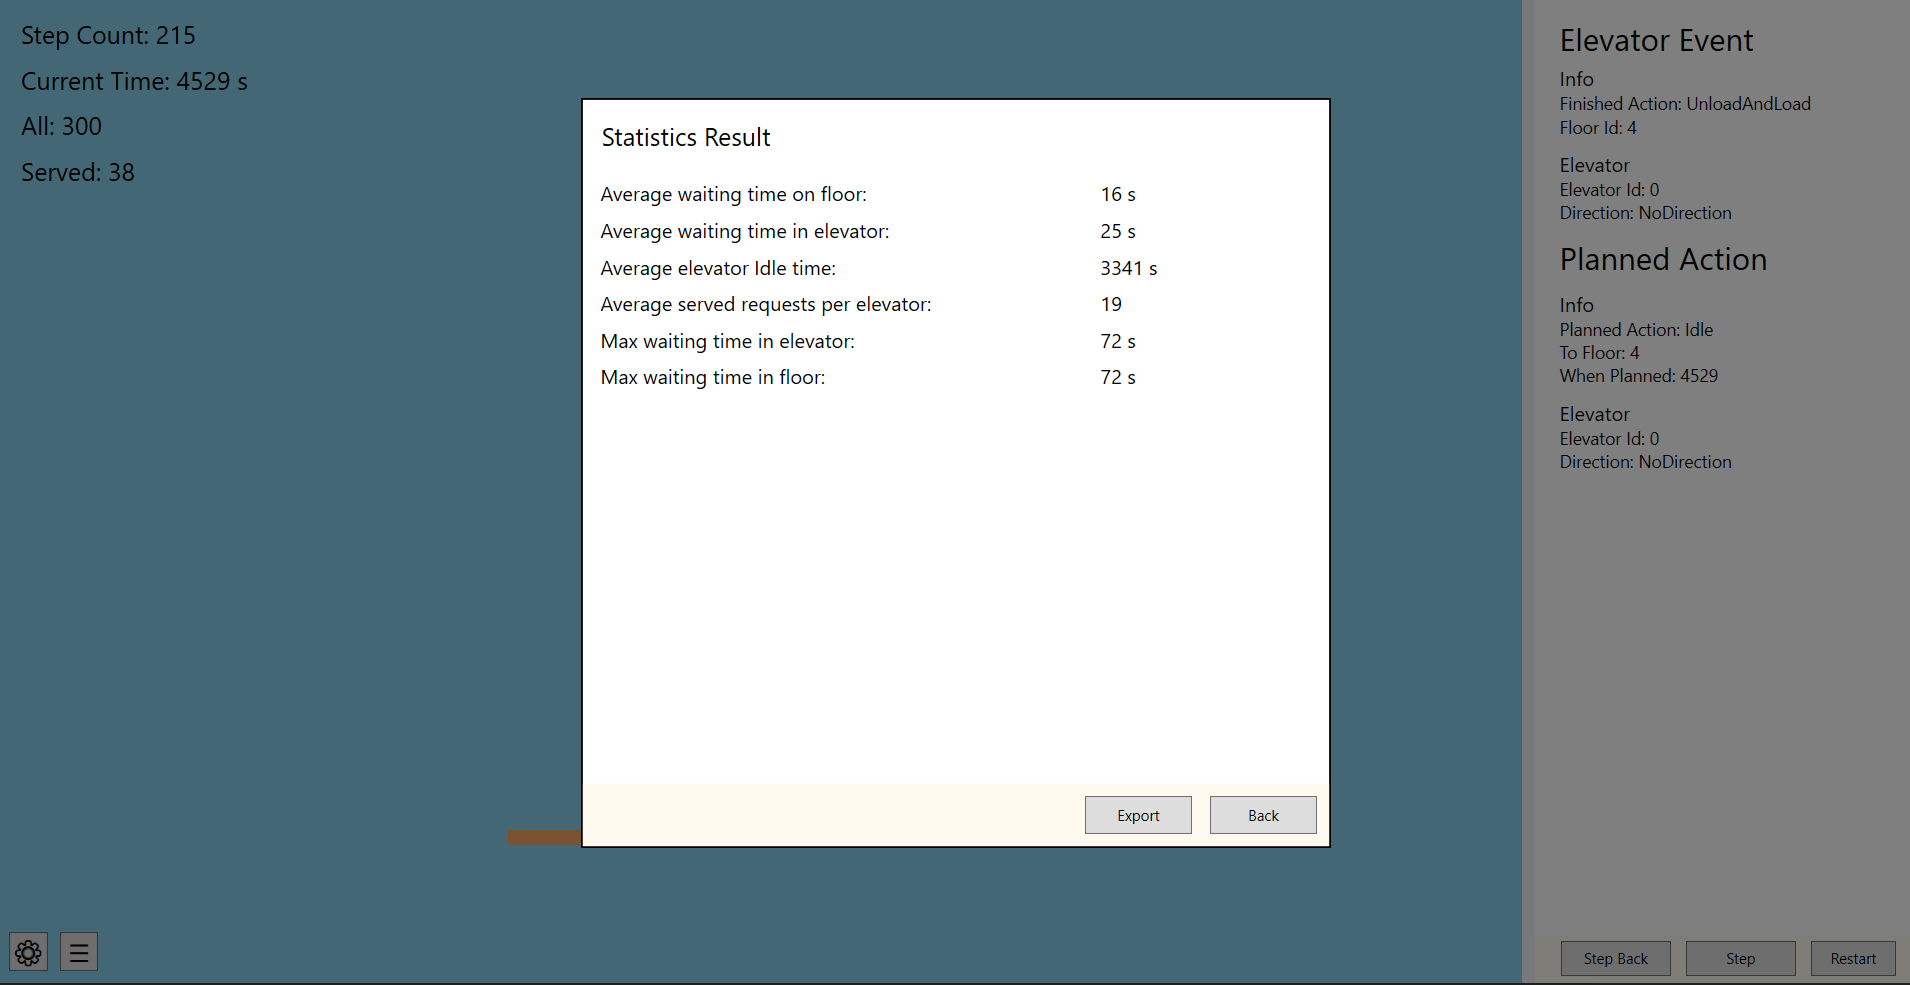 Step Count: 215
Current Time: 4529 s
All: 300
Served: 38
Statistics Result
Average waiting time on floor: 16 s
Average waiting time in elevator: 25 s
Average elevator Idle time: 3341 s
Average served requests per elevator: 19
Max waiting time in elevator: 72 s
Max waiting time in floor: 72 s
Export Back
Elevator Event
Info
Finished Action: UnloadAndLoad
Floor Id: 4
Elevator
Elevator Id: 0
Direction: NoDirection
Planned Action
Info
Planned Action: Idle
To Floor: 4
When Planned: 4529
Elevator
Elevator Id: 0
Direction: NoDirection
Step Back Step Restart